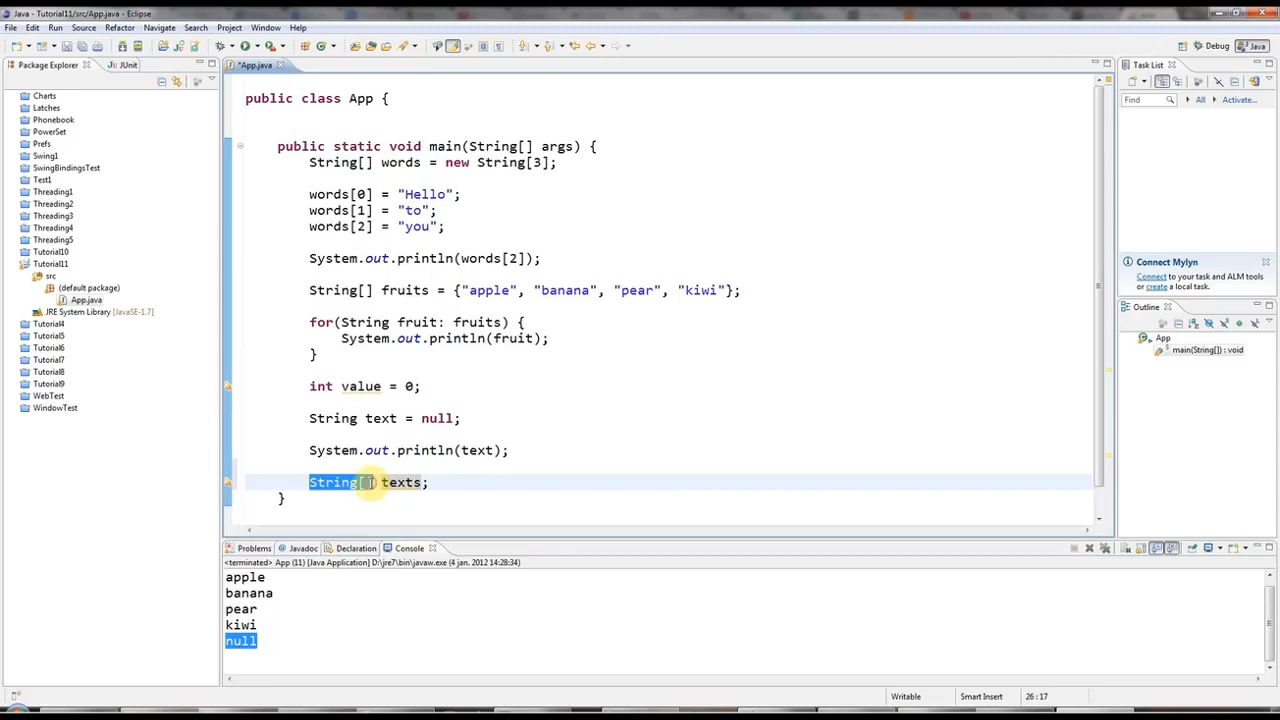 Java - Tutorial11/src/App.java - Eclipse
File Edit Run Source Refactor Navigate Search Project Window Help
Debug Java
Package Explorer JUnit
*App.java
Task List
Charts
Latches
Phonebook
PowerSet
Prefs
Swing1
SwingBindingsTest
Test1
Threading1
Threading2
Threading3
Threading4
Threading5
Tutorial10
Tutorial11
src
(default package)
App.java
JRE System Library [JavaSE-1.7]
Tutorial4
Tutorial5
Tutorial6
Tutorial7
Tutorial8
Tutorial9
WebTest
WindowTest
public class App {
public static void main(String[] args) {
String[] words = new String[3];
words[0] = "Hello";
words[1] = "to";
words[2] = "you";
System.out.println(words[2]);
String[] fruits = {"apple", "banana", "pear", "kiwi"};
for(String fruit: fruits) {
System.out.println(fruit);
}
int value = 0;
String text = null;
System.out.println(text);
String[] texts;
}
Find All Activate...
Connect Mylyn
Connect to your task and ALM tools
or create a local task.
Outline
App
main(String[]) : void
Problems Javadoc Declaration Console
<terminated> App (11) [Java Application] D:\jre7\bin\javaw.exe (4 jan. 2012 14:28:34)
apple
banana
pear
kiwi
null
Writable Smart Insert 26 : 17